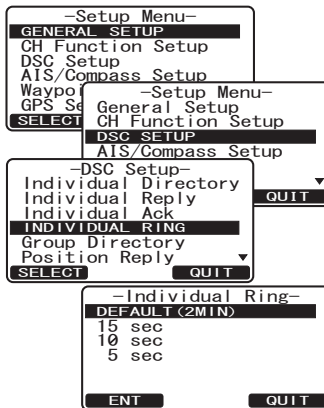 –Setup Menu–
GENERAL SETUP
CH Function Setup
DSC Setup
AIS/Compass Setup
Waypoi
GPS Se
SELECT
–Setup Menu–
General Setup
CH Function Setup
DSC SETUP
AIS/Compass Setup
▼
QUIT
–DSC Setup–
Individual Directory
Individual Reply
Individual Ack
INDIVIDUAL RING
Group Directory
Position Reply ▼
SELECT QUIT
–Individual Ring–
DEFAULT(2MIN)
15 sec
10 sec
5 sec
ENT QUIT